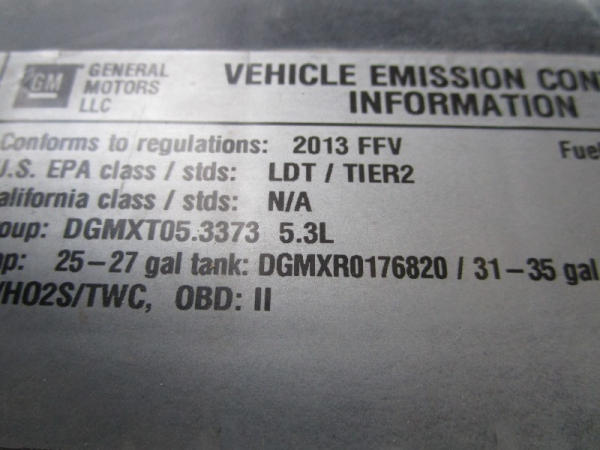 GM GENERAL MOTORS LLC
VEHICLE EMISSION CON
INFORMATION
Conforms to regulations: 2013 FFV Fuel
U.S. EPA class / stds: LDT / TIER2
alifornia class / stds: N/A
oup: DGMXT05.3373 5.3L
ap: 25-27 gal tank: DGMXR0176820 / 31-35 gal
/HO2S/TWC, OBD: II